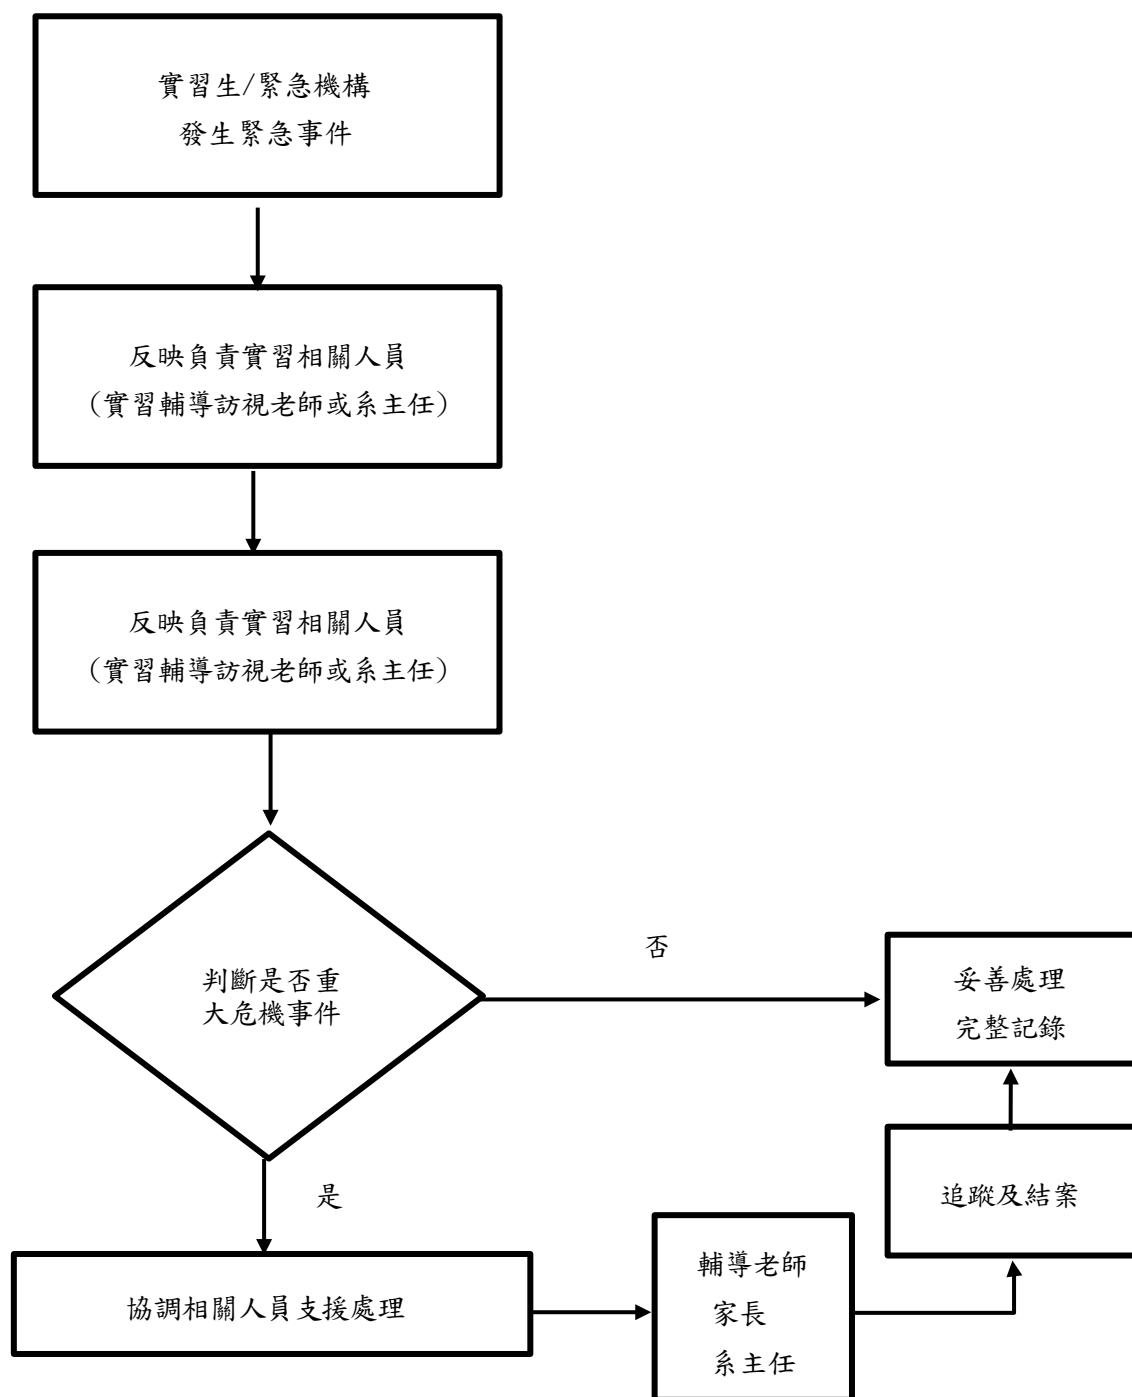 實習生/緊急機構
發生緊急事件
反映負責實習相關人員
(實習輔導訪視老師或系主任)
反映負責實習相關人員
(實習輔導訪視老師或系主任)
判斷是否重
大危機事件
否
妥善處理
完整記錄
是
追蹤及結案
協調相關人員支援處理
輔導老師
家長
系主任